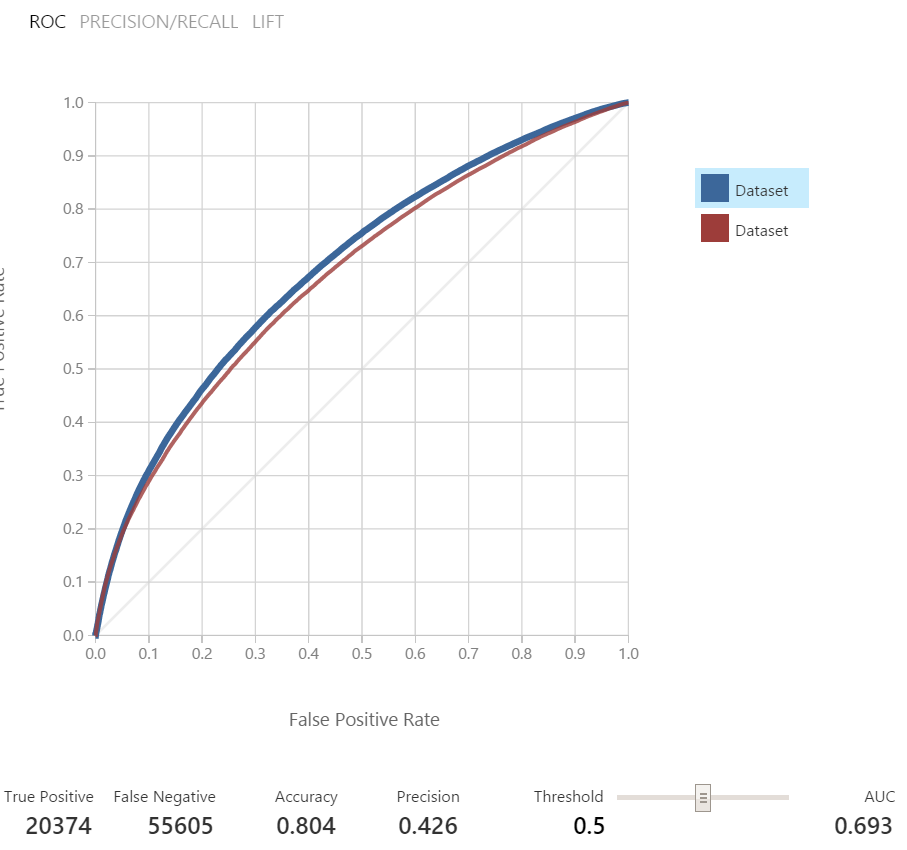 ROC PRECISION/RECALL LIFT
1.0
0.9
0.8
0.7
0.6
0.5
0.4
0.3
0.2
0.1
0.0
0.0 0.1 0.2 0.3 0.4 0.5 0.6 0.7 0.8 0.9 1.0
False Positive Rate
Dataset
Dataset
True Positive False Negative Accuracy Precision Threshold AUC
20374 55605 0.804 0.426 0.5 0.693